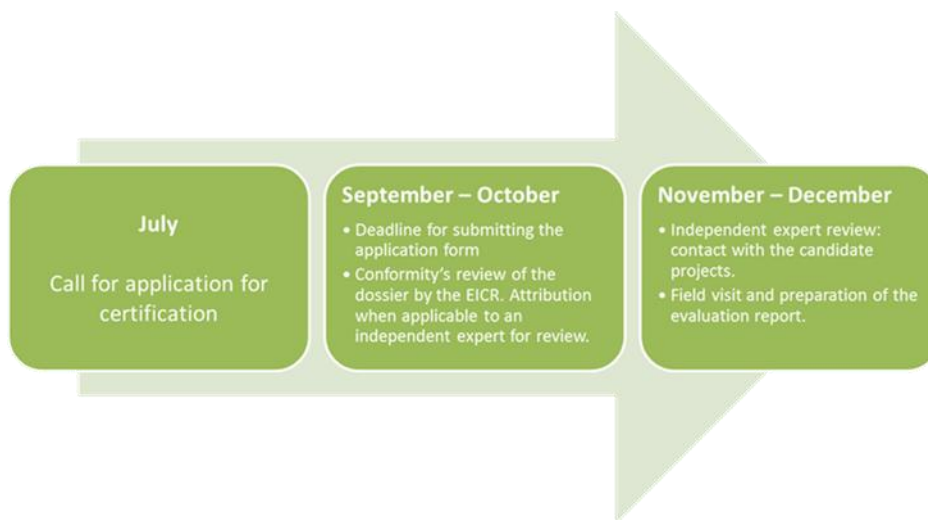 July
Call for application for
certification
September – October
• Deadline for submitting the
application form
• Conformity's review of the
dossier by the EICR. Attribution
when applicable to an
independent expert for review.
November – December
• Independent expert review:
contact with the candidate
projects.
• Field visit and preparation of the
evaluation report.